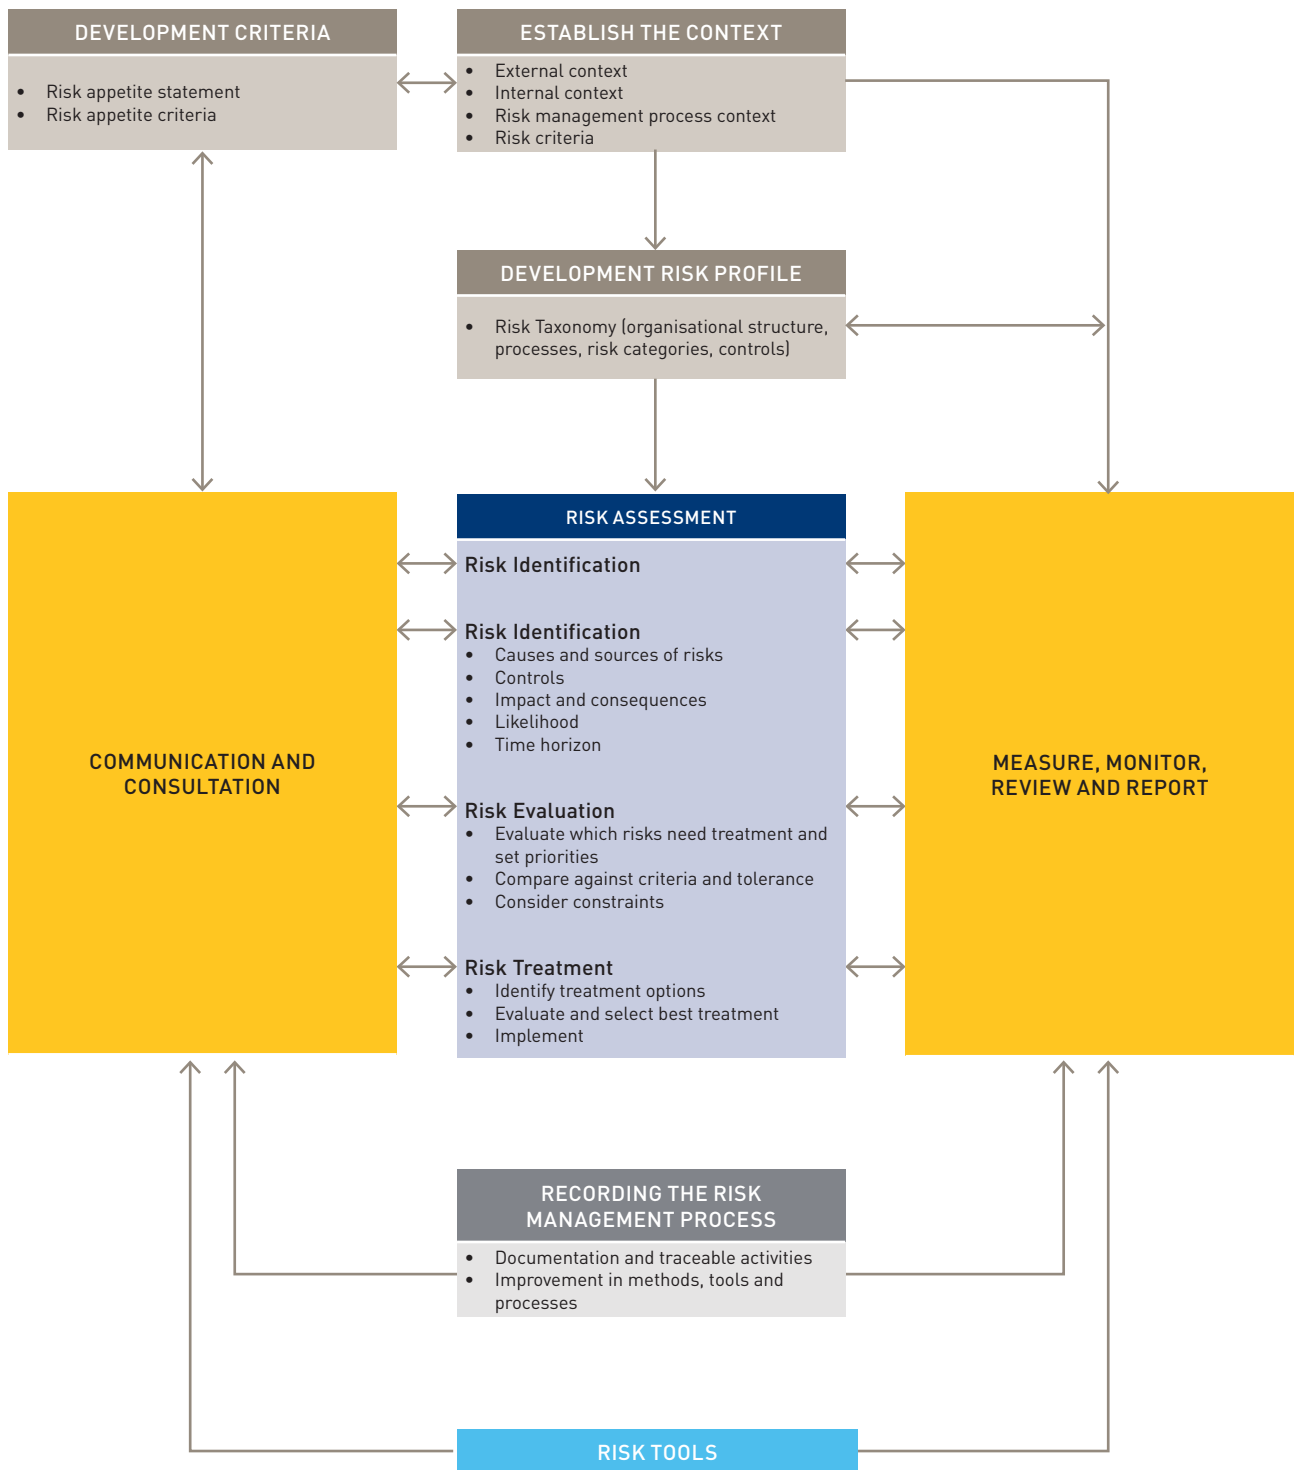 DEVELOPMENT CRITERIA
• Risk appetite statement
• Risk appetite criteria
ESTABLISH THE CONTEXT
• External context
• Internal context
• Risk management process context
• Risk criteria
DEVELOPMENT RISK PROFILE
• Risk Taxonomy (organisational structure,
processes, risk categories, controls)
COMMUNICATION AND
CONSULTATION
RISK ASSESSMENT
Risk Identification
Risk Identification
• Causes and sources of risks
• Controls
• Impact and consequences
• Likelihood
• Time horizon
Risk Evaluation
• Evaluate which risks need treatment and
set priorities
• Compare against criteria and tolerance
• Consider constraints
Risk Treatment
• Identify treatment options
• Evaluate and select best treatment
• Implement
MEASURE, MONITOR,
REVIEW AND REPORT
RECORDING THE RISK
MANAGEMENT PROCESS
• Documentation and traceable activities
• Improvement in methods, tools and
processes
RISK TOOLS